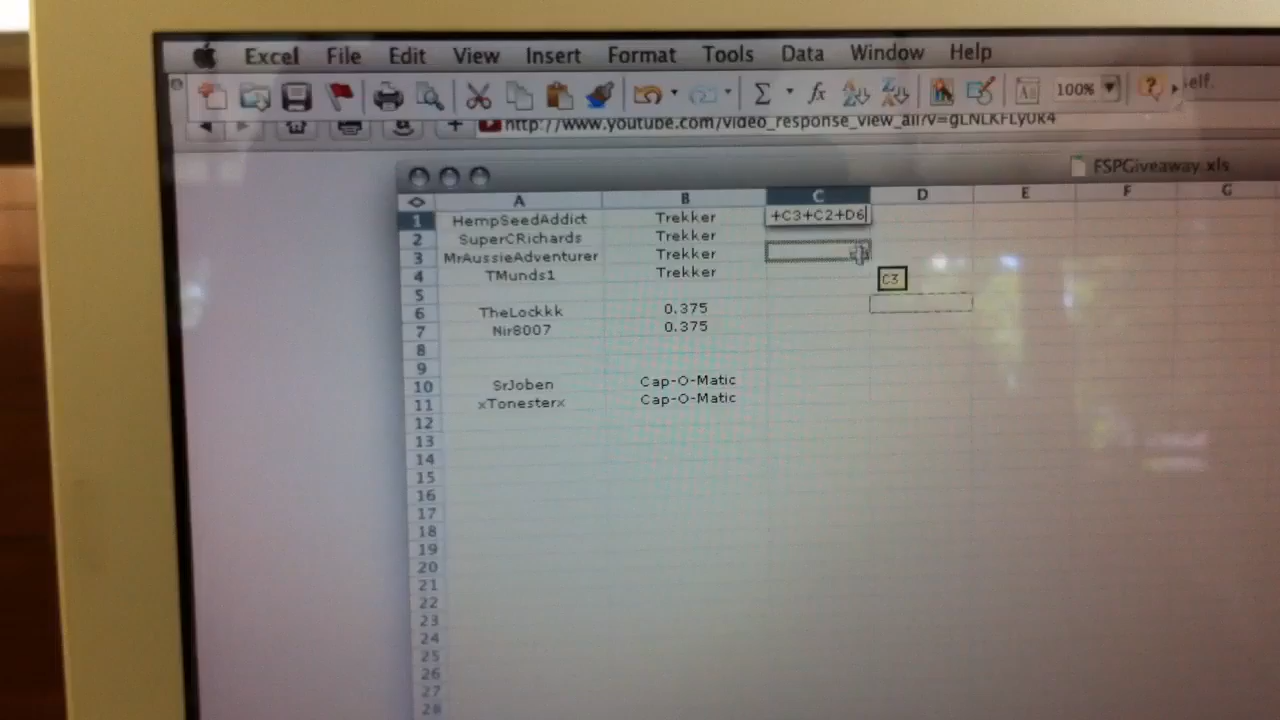 Excel File Edit View Insert Format Tools Data Window Help
Σ fx 100% ? self.
http://www.youtube.com/video_response_view_all?v=gLNLKFLyUk4
FSPGiveaway.xls
A B C D E F G
1 HempSeedAddict Trekker +C3+C2+D6
2 SuperCRichards Trekker
3 MrAussieAdventurer Trekker
4 TMunds1 Trekker C3
5
6 TheLockkk 0.375
7 Nir8007 0.375
8
9
10 SrJoben Cap-O-Matic
11 xTonesterx Cap-O-Matic
12
13
14
15
16
17
18
19
20
21
22
23
24
25
26
27
28